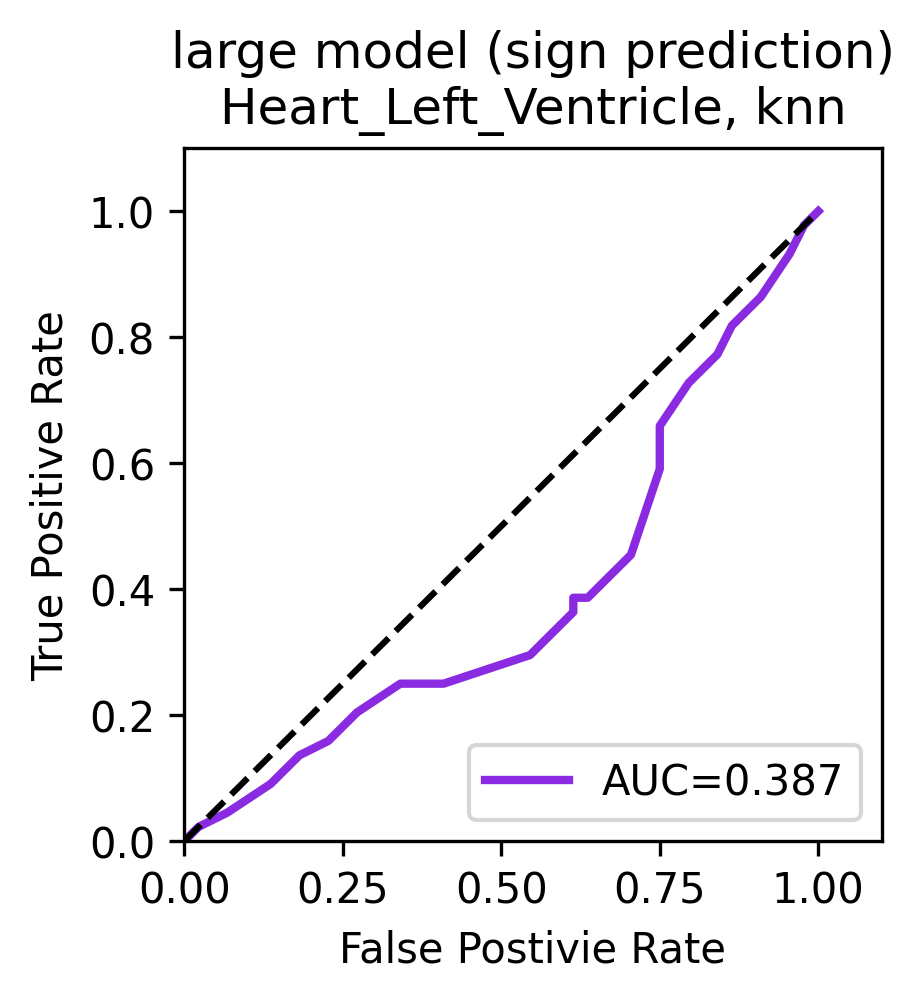 large model (sign prediction)
Heart_Left_Ventricle, knn
1.0
0.8
0.6
0.4
0.2
0.0
True Positive Rate
AUC=0.387
0.00 0.25 0.50 0.75 1.00
False Postivie Rate